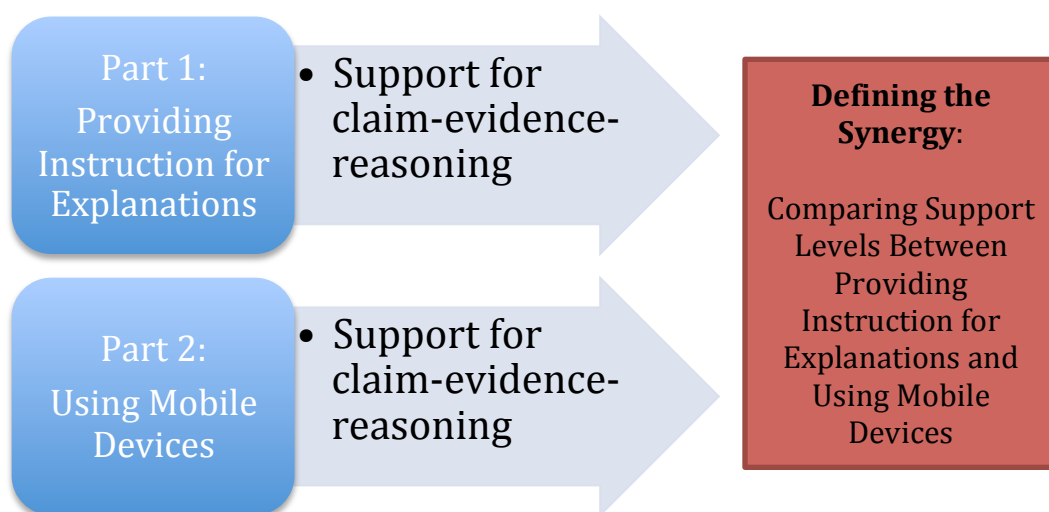 Part 1:
Providing
Instruction for
Explanations
• Support for
claim-evidence-
reasoning
Part 2:
Using Mobile
Devices
• Support for
claim-evidence-
reasoning
Defining the
Synergy:
Comparing Support
Levels Between
Providing
Instruction for
Explanations and
Using Mobile
Devices